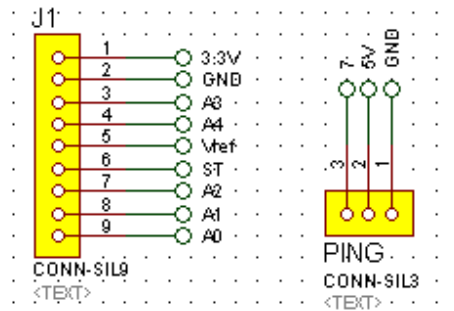 J1
1 3.3V
2 GND
3 A3
4 A4
5 Vref
6 ST
7 A2
8 A1
9 A0
CONN-SIL9
<TEXT>
7 5V GND
3 2 1
PING
CONN-SIL3
<TEXT>